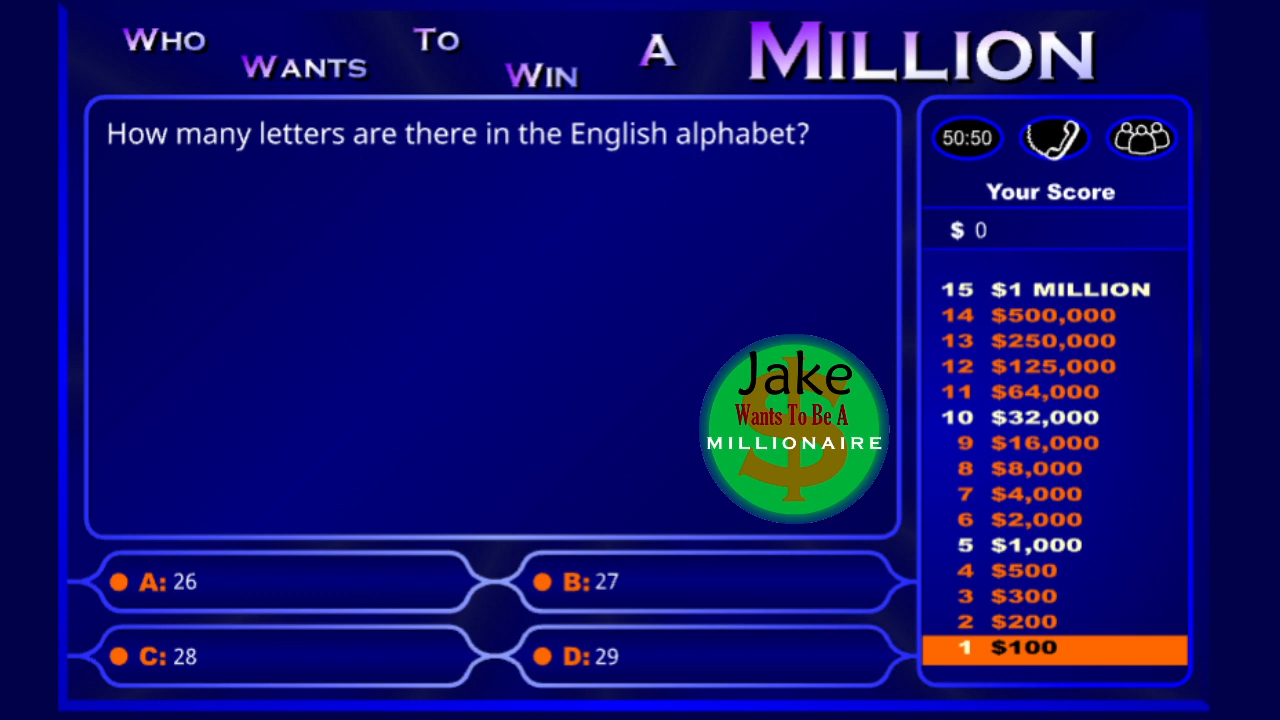 WHO WANTS TO WIN A MILLION
How many letters are there in the English alphabet?
Jake
Wants To Be A
MILLIONAIRE
$
A: 26
B: 27
C: 28
D: 29
50:50
Your Score
$ 0
15 $1 MILLION
14 $500,000
13 $250,000
12 $125,000
11 $64,000
10 $32,000
9 $16,000
8 $8,000
7 $4,000
6 $2,000
5 $1,000
4 $500
3 $300
2 $200
1 $100